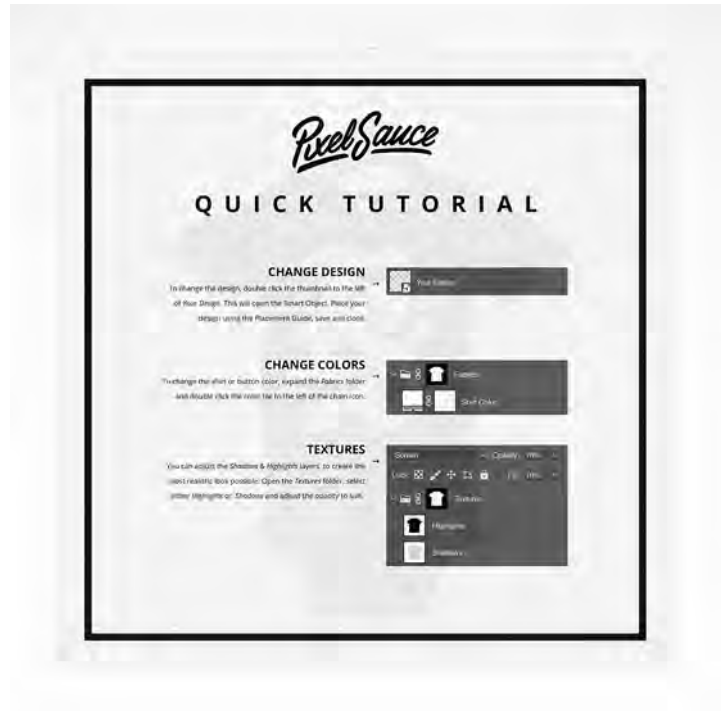 PixelSauce
QUICK TUTORIAL
CHANGE DESIGN
To change the design, double click the thumbnail to the left
of Your Design. This will open the Smart Object. Place your
design using the Placement Guide, save and close.
Your Design
CHANGE COLORS
To change the shirt or button color, expand the Fabrics folder
and double click the color tile to the left of the chain icon.
Fabrics
Shirt Color
TEXTURES
You can adjust the Shadows & Highlights layers, to create the
most realistic look possible. Open the Textures folder, select
either Highlights or Shadows and adjust the opacity to suit.
Screen Opacity:
Lock: Fill:
Textures
Highlights
Shadows